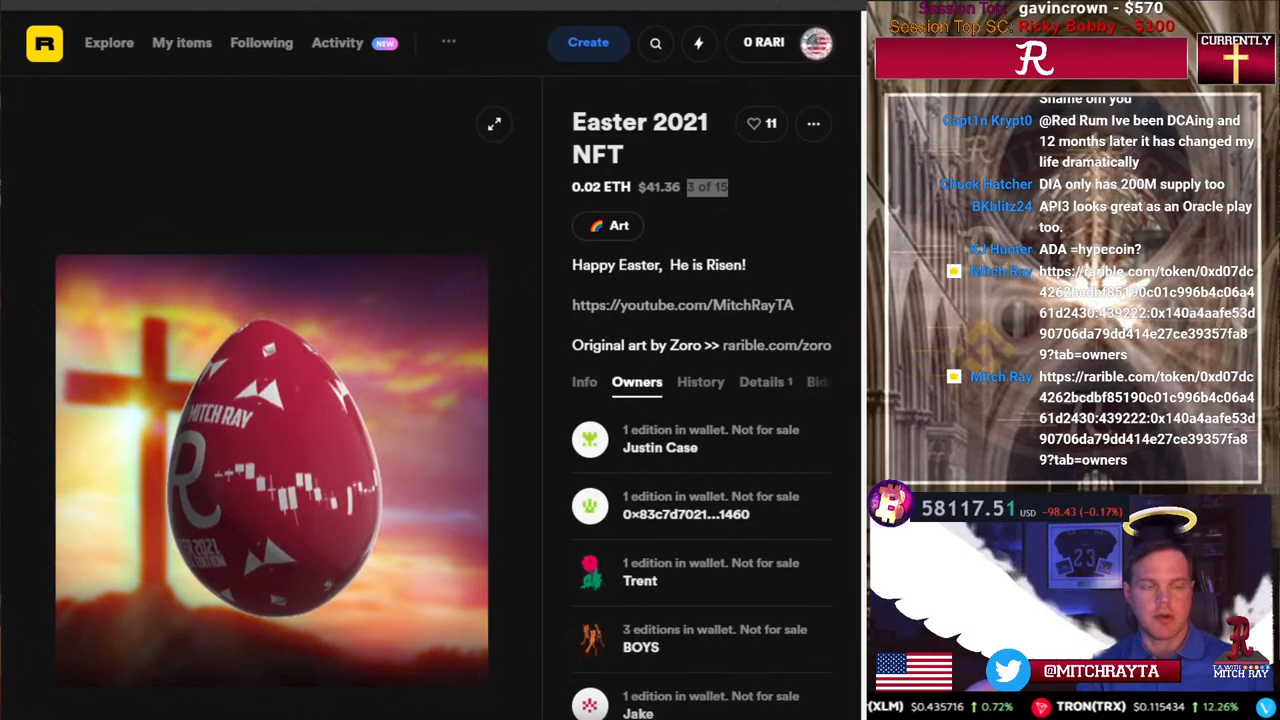 R
Explore
My items
Following
Activity
NEW
Create
0 RARI
Easter 2021
NFT
11
0.02 ETH $41.36 3 of 15
Art
Happy Easter, He is Risen!
https://youtube.com/MitchRayTA
Original art by Zoro >> rarible.com/zoro
Info
Owners
History
Details 1
Bid
1 edition in wallet. Not for sale
Justin Case
1 edition in wallet. Not for sale
0x83c7d7021...1460
1 edition in wallet. Not for sale
Trent
3 editions in wallet. Not for sale
BOYS
1 edition in wallet. Not for sale
Jake
MITCH RAY
R
2021
Session Top: gavincrown - $570
Session Top SC: Ricky Bobby - $100
R
CURRENTLY
Shame om you
Capt1n Krypt0 @Red Rum Ive been DCAing and
12 months later it has changed my
life dramatically
Chuck Hatcher DIA only has 200M supply too
BKblitz24 API3 looks great as an Oracle play
too.
KJ Hunter ADA =hypecoin?
Mitch Ray https://rarible.com/token/0xd07dc
4262bcdbf85190c01c996b4c06a4
61d2430:439222:0x140a4aafe53d
90706da79dd414e27ce39357fa8
9?tab=owners
Mitch Ray https://rarible.com/token/0xd07dc
4262bcdbf85190c01c996b4c06a4
61d2430:439222:0x140a4aafe53d
90706da79dd414e27ce39357fa8
9?tab=owners
58117.51 USD -98.43 (-0.17%)
23
@MITCHRAYTA
R
T.A. WITH
MITCH RAY
(XLM) $0.435716 ↑ 0.72%
TRON(TRX) $0.115434 ↑ 12.26%